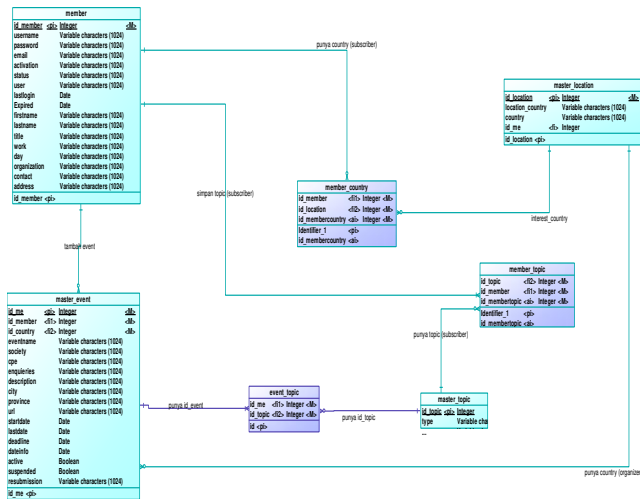 member
id_member <pi> Integer <M>
username Variable characters (1024)
password Variable characters (1024)
email Variable characters (1024)
activation Variable characters (1024)
status Variable characters (1024)
user Variable characters (1024)
lastlogin Date
Expired Date
firstname Variable characters (1024)
lastname Variable characters (1024)
title Variable characters (1024)
work Variable characters (1024)
day Variable characters (1024)
organization Variable characters (1024)
contact Variable characters (1024)
address Variable characters (1024)
id_member <pi>
punya country (subscriber)
master_location
id_location <pi> Integer <M>
location_country Variable characters (1024)
country Variable characters (1024)
id_me <fi> Integer
id_location <pi>
simpan topic (subscriber)
member_country
id_member <fi1> Integer <M>
id_location <fi2> Integer <M>
id_membercountry <ai> Integer <M>
Identifier_1 <pi>
id_membercountry <ai>
interest_country
tambah event
member_topic
id_topic <fi2> Integer <M>
id_member <fi1> Integer <M>
id_membertopic <ai> Integer <M>
Identifier_1 <pi>
id_membertopic <ai>
master_event
id_me <pi> Integer <M>
id_member <fi1> Integer <M>
id_country <fi2> Integer <M>
eventname Variable characters (1024)
society Variable characters (1024)
cpe Variable characters (1024)
enquieries Variable characters (1024)
description Variable characters (1024)
city Variable characters (1024)
province Variable characters (1024)
url Variable characters (1024)
startdate Date
lastdate Date
deadline Date
dateinfo Date
active Boolean
suspended Boolean
resubmission Variable characters (1024)
id_me <pi>
punya topic (subscriber)
punya id_event
event_topic
id_me <fi1> Integer <M>
id_topic <fi2> Integer <M>
id <pi>
punya id_topic
master_topic
id_topic <pi> Integer
type Variable cha
...
punya country (organizer